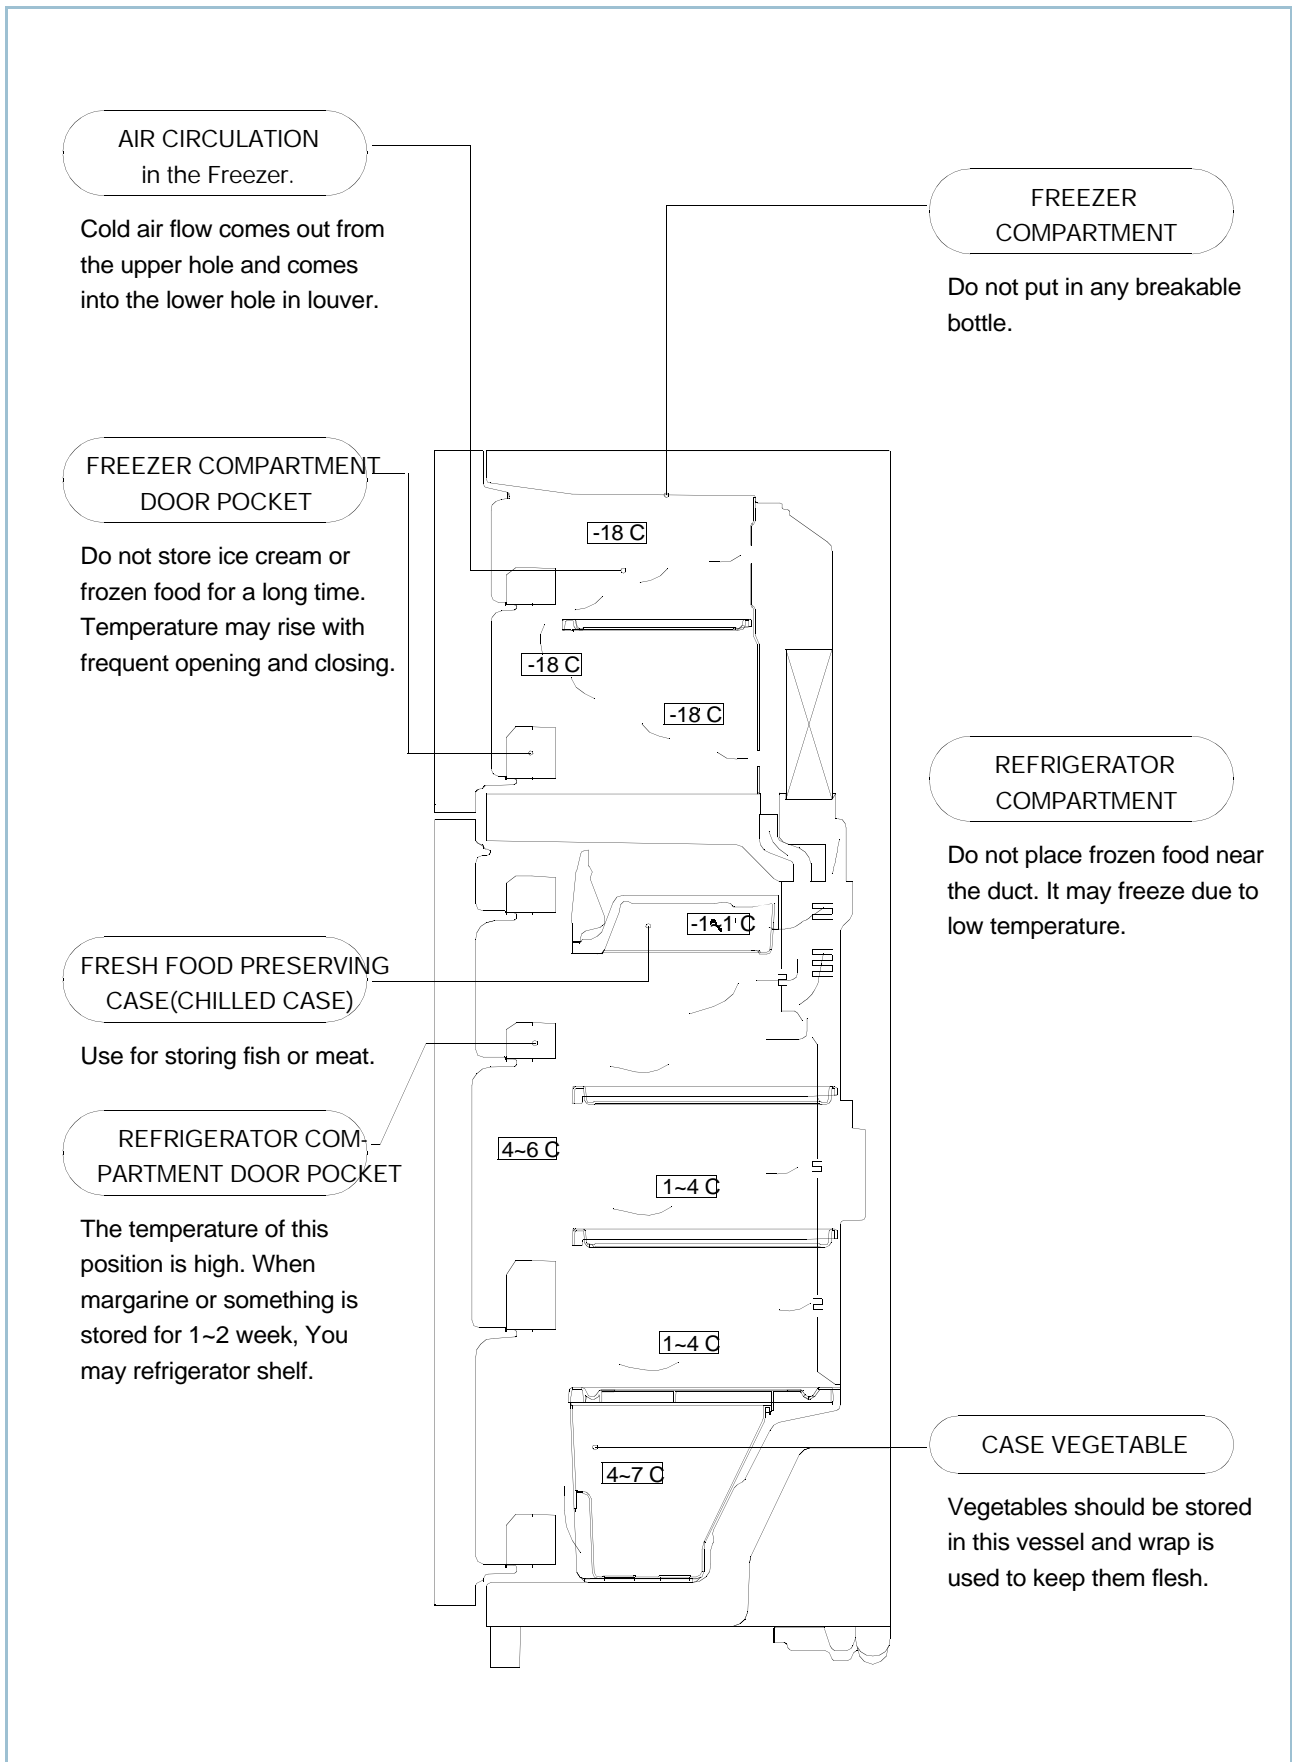 AIR CIRCULATION
in the Freezer.
Cold air flow comes out from
the upper hole and comes
into the lower hole in louver.
FREEZER
COMPARTMENT
Do not put in any breakable
bottle.
FREEZER COMPARTMENT
DOOR POCKET
Do not store ice cream or
frozen food for a long time.
Temperature may rise with
frequent opening and closing.
-18 C
-18 C
-18 C
REFRIGERATOR
COMPARTMENT
Do not place frozen food near
the duct. It may freeze due to
low temperature.
-1~1 C
FRESH FOOD PRESERVING
CASE(CHILLED CASE)
Use for storing fish or meat.
REFRIGERATOR COM-
PARTMENT DOOR POCKET
The temperature of this
position is high. When
margarine or something is
stored for 1~2 week, You
may refrigerator shelf.
4~6 C
1~4 C
1~4 C
4~7 C
CASE VEGETABLE
Vegetables should be stored
in this vessel and wrap is
used to keep them flesh.